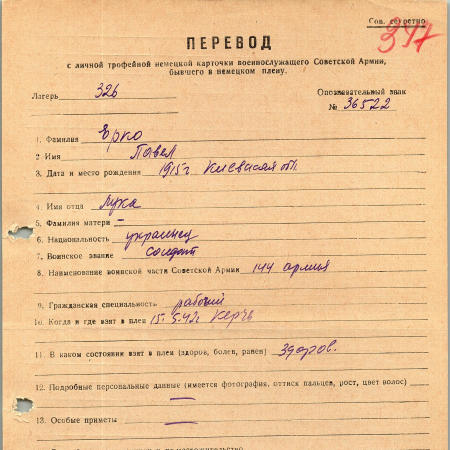 Сов. секретно
347
ПЕРЕВОД
с личной трофейной немецкой карточки военнослужащего Советской Армии,
бывшего в немецком плену.
Лагерь 326
Опознавательный знак
№ 36522
1. Фамилия Ярко
2 Имя Павел
3. Дата и место рождения 1915г. Киевская обл.
4. Имя отца Лука
5. Фамилия матери –
6. Национальность украинец
7. Воинское звание солдат
8. Наименование воинской части Советской Армии 144 армия
9. Гражданская специальность рабочий
10. Когда и где взят в плен 15.5.42г. Керчь
11. В каком состоянии взят в плен (здоров, болен, ранен) здоров.
12. Подробные персональные данные (имеется фотография, оттиск пальцев, рост, цвет волос)
—
13. Особые приметы —